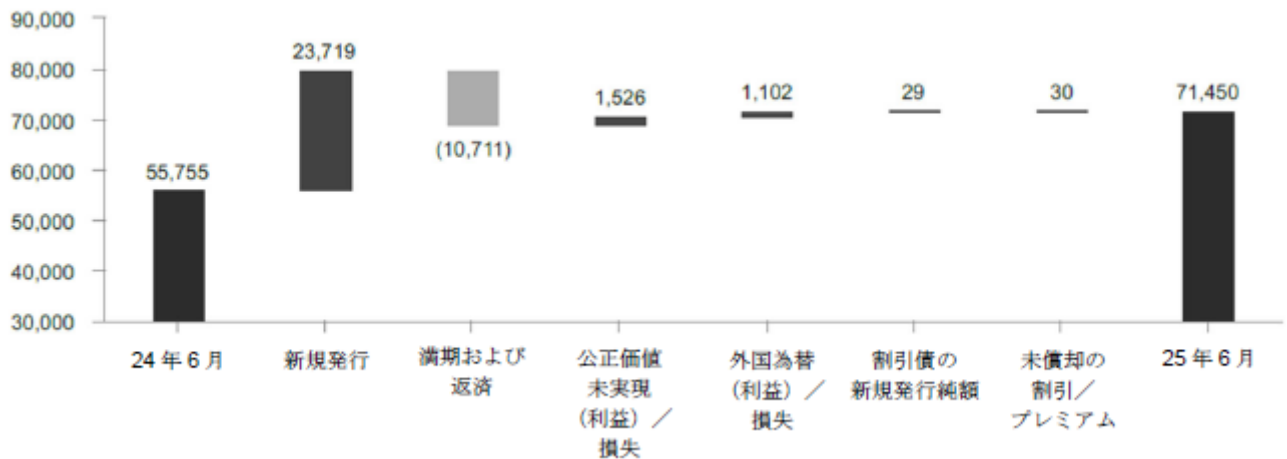 90,000
80,000
70,000
60,000
50,000
40,000
30,000
55,755
23,719
(10,711)
1,526
1,102
29
30
71,450
24年6月
新規発行
満期および
返済
公正価値
未実現
(利益)/
損失
外国為替
(利益)/
損失
割引債の
新規発行純額
未償却の
割引/
プレミアム
25年6月